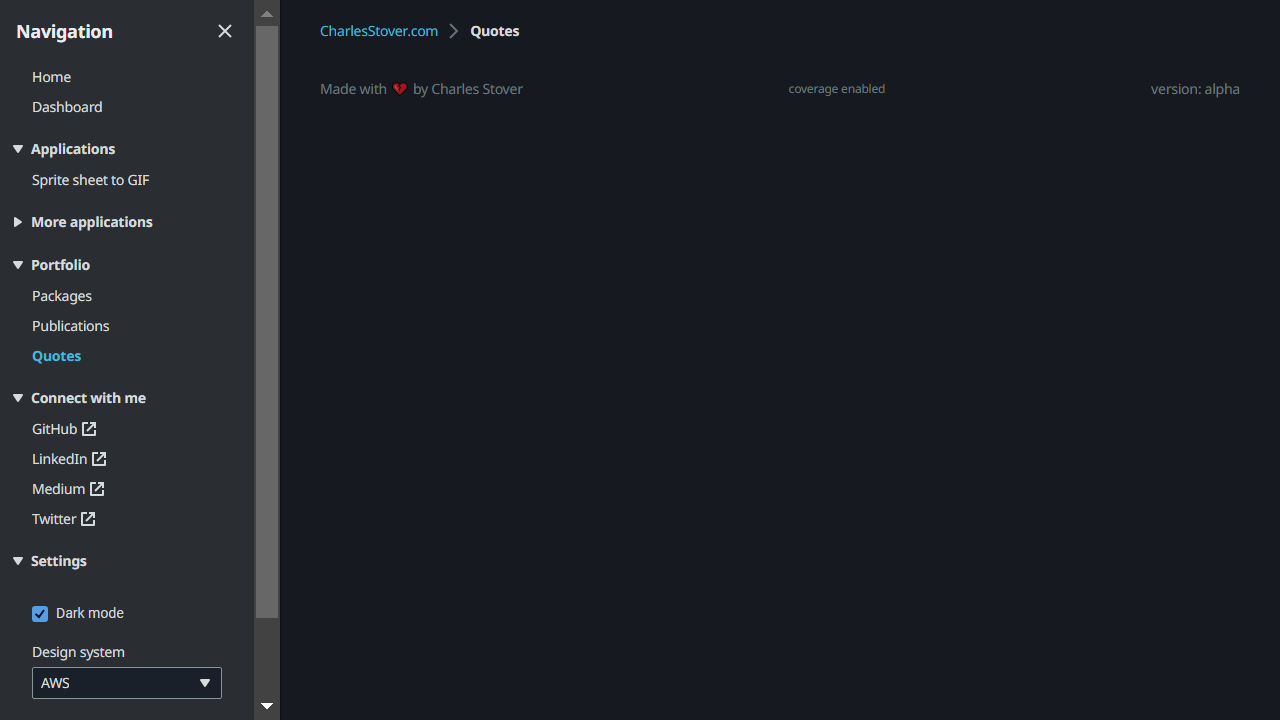 Navigation
Home
Dashboard
Applications
Sprite sheet to GIF
More applications
Portfolio
Packages
Publications
Quotes
Connect with me
GitHub
LinkedIn
Medium
Twitter
Settings
Dark mode
Design system
AWS
CharlesStover.com > Quotes
Made with 💔 by Charles Stover
coverage enabled
version: alpha